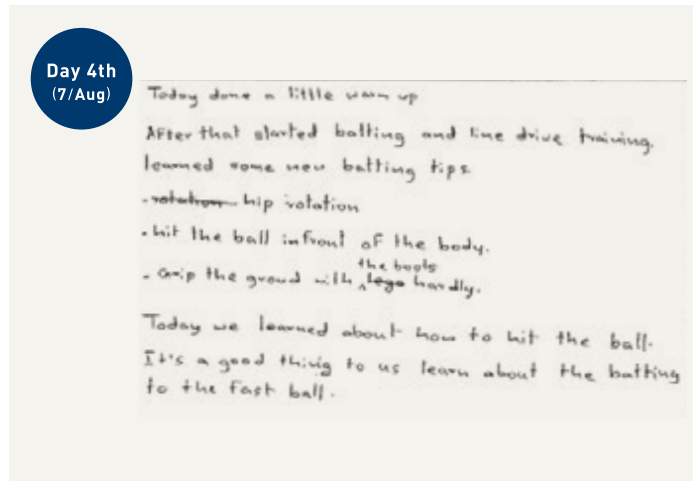 Day 4th
(7/Aug)
Today done a little warm up
After that started batting and line drive training.
learned some new batting tips
. rotation hip rotation
. hit the ball infront of the body.
the boots
. Grip the ground with legs hardly.
Today we learned about how to hit the ball.
It's a good thing to us learn about the batting
to the fast ball.